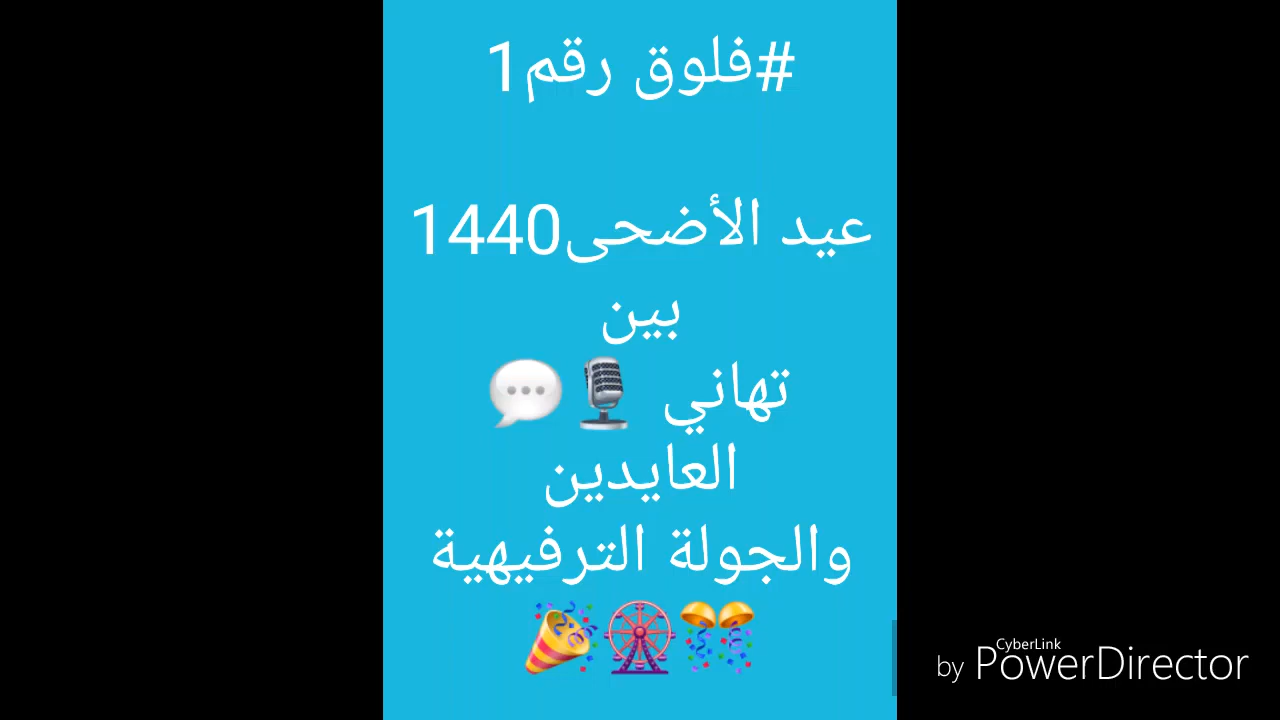 #فلوق رقم1
عيد الأضحى1440
بين
تهاني 🎙️💬
العايدين
والجولة الترفيهية
🎊🎡🎉
CyberLink
by PowerDirector